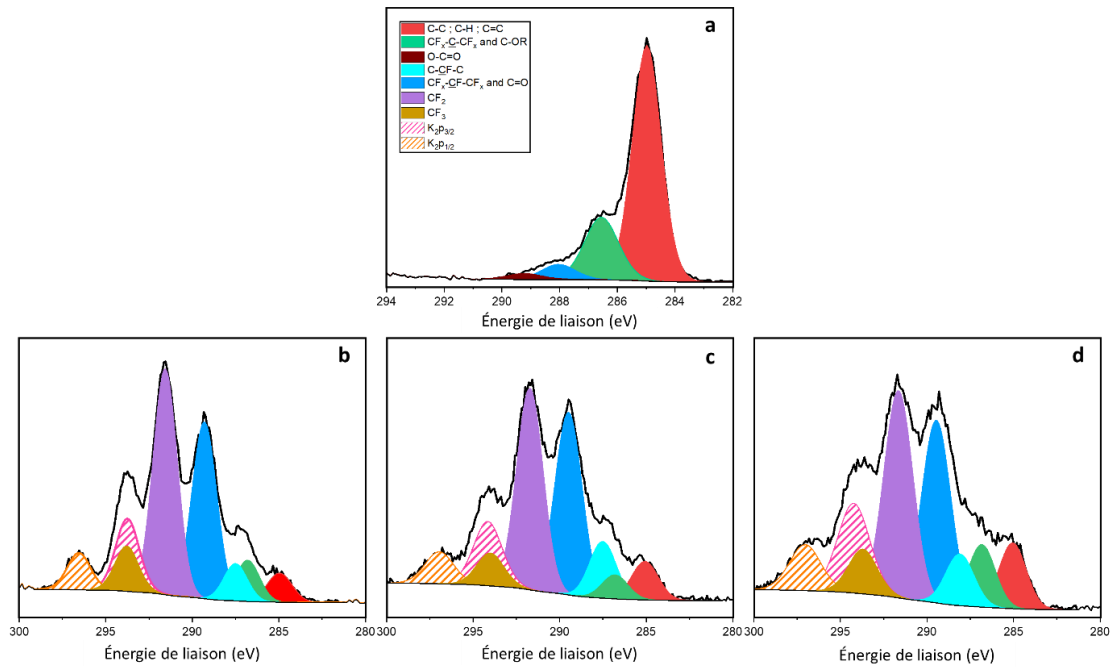 a
C-C ; C-H ; C=C
CFₓ-C-CFₓ and C-OR
O-C=O
C-CF-C
CFₓ-CF-CFₓ and C=O
CF₂
CF₃
K₂p₃/₂
K₂p₁/₂
294 292 290 288 286 284 282
Énergie de liaison (eV)
b
300 295 290 285 280
Énergie de liaison (eV)
c
300 295 290 285 280
Énergie de liaison (eV)
d
300 295 290 285 280
Énergie de liaison (eV)